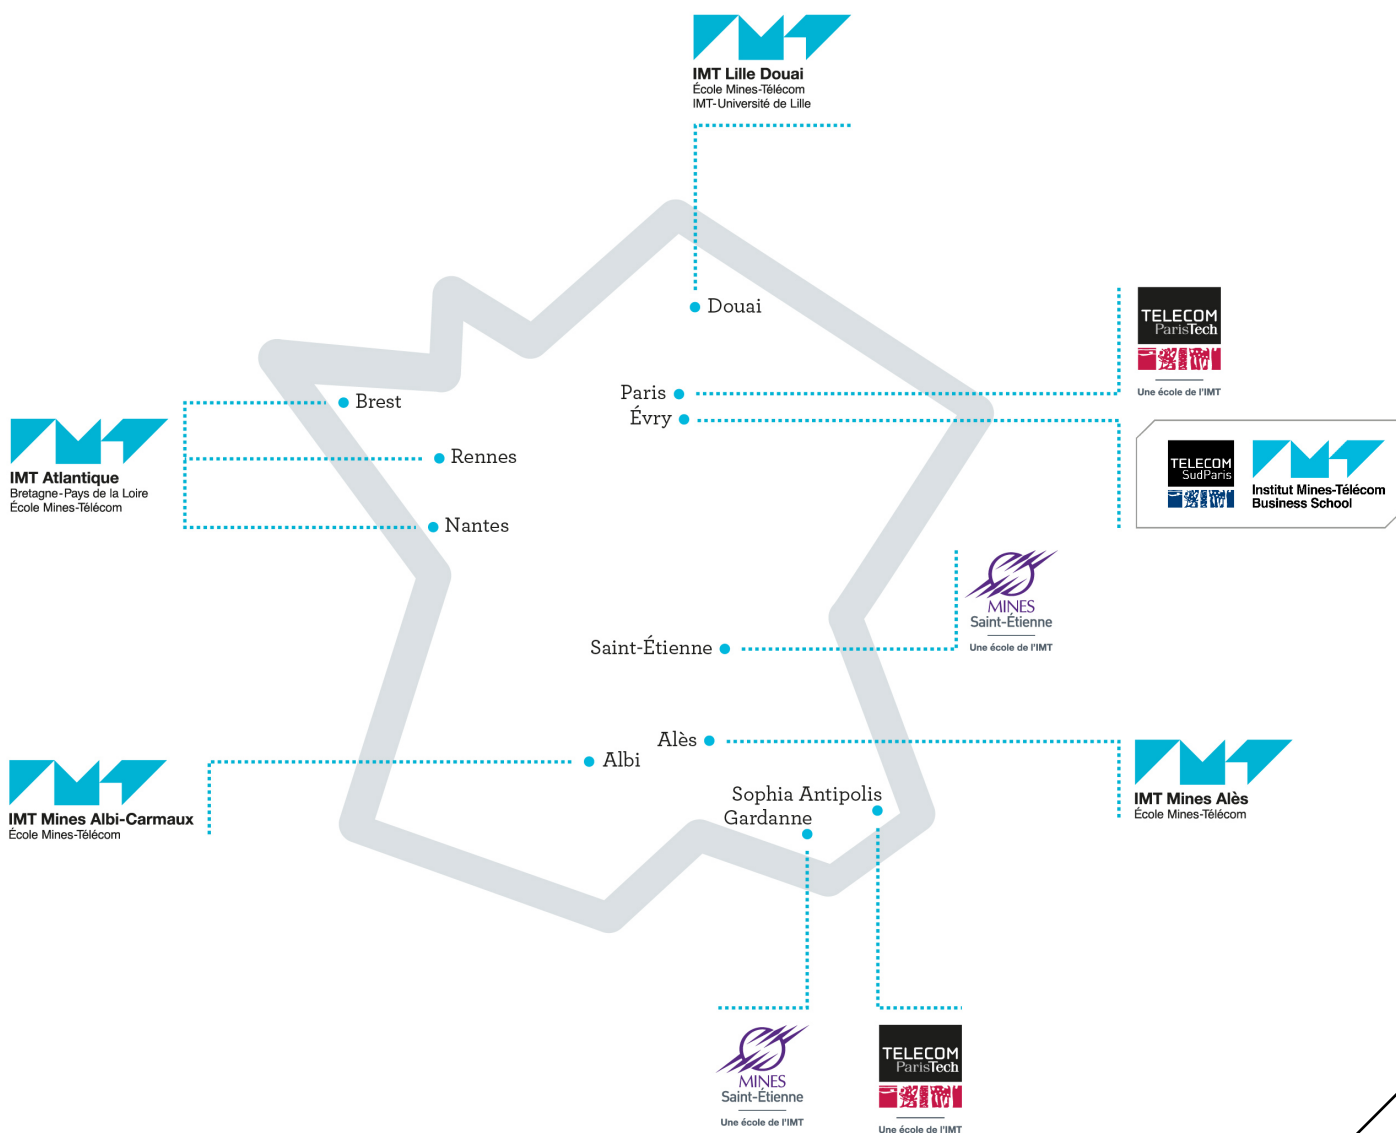 IMT Lille Douai
École Mines-Télécom
IMT-Université de Lille
Douai
TELECOM
ParisTech
Une école de l'IMT
Paris
Évry
Brest
Rennes
Nantes
IMT Atlantique
Bretagne-Pays de la Loire
École Mines-Télécom
TELECOM
SudParis
Institut Mines-Télécom
Business School
MINES
Saint-Étienne
Une école de l'IMT
Saint-Étienne
Alès
Albi
IMT Mines Albi-Carmaux
École Mines-Télécom
IMT Mines Alès
École Mines-Télécom
Sophia Antipolis
Gardanne
MINES
Saint-Étienne
Une école de l'IMT
TELECOM
ParisTech
Une école de l'IMT